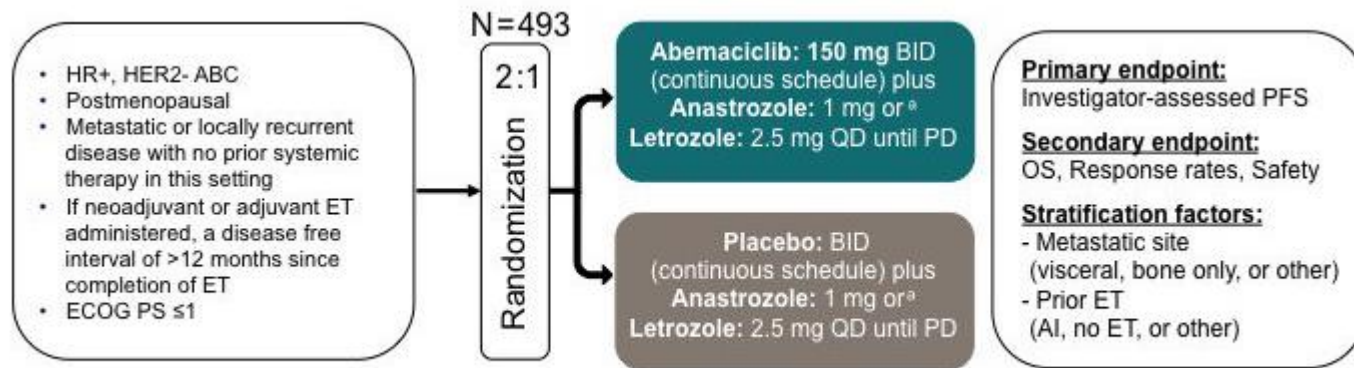 N=493
• HR+, HER2- ABC
• Postmenopausal
• Metastatic or locally recurrent
disease with no prior systemic
therapy in this setting
• If neoadjuvant or adjuvant ET
administered, a disease free
interval of >12 months since
completion of ET
• ECOG PS ≤1
2:1
Randomization
Abemaciclib: 150 mg BID
(continuous schedule) plus
Anastrozole: 1 mg or ᵃ
Letrozole: 2.5 mg QD until PD
Placebo: BID
(continuous schedule) plus
Anastrozole: 1 mg or ᵃ
Letrozole: 2.5 mg QD until PD
Primary endpoint:
Investigator-assessed PFS
Secondary endpoint:
OS, Response rates, Safety
Stratification factors:
- Metastatic site
(visceral, bone only, or other)
- Prior ET
(AI, no ET, or other)